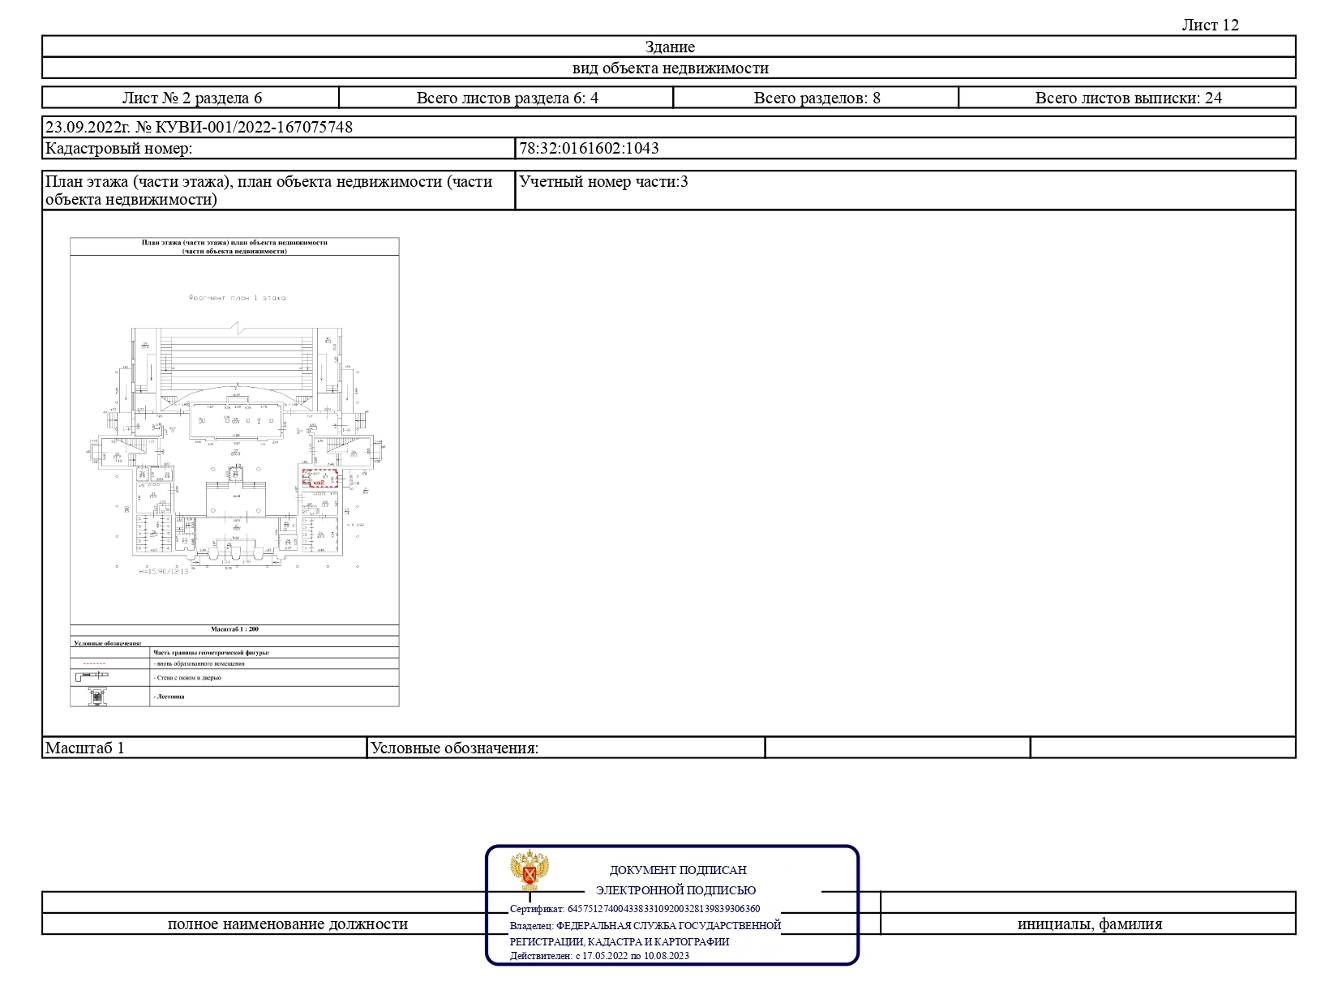 Лист 12
Здание
вид объекта недвижимости
Лист № 2 раздела 6 Всего листов раздела 6: 4 Всего разделов: 8 Всего листов выписки: 24
23.09.2022г. № КУВИ-001/2022-167075748
Кадастровый номер: 78:32:0161602:1043
План этажа (части этажа), план объекта недвижимости (части Учетный номер части:3
объекта недвижимости)
План этажа (части этажа) план объекта недвижимости
(части объекта недвижимости)
Фрагмент план 1 этажа
H=15.90/12.13
Масштаб 1 : 200
Условные обозначения:
Часть границы геометрической фигуры:
- вновь образованного помещения
- Стена с окном и дверью
- Лестница
Масштаб 1 Условные обозначения:
ДОКУМЕНТ ПОДПИСАН
ЭЛЕКТРОННОЙ ПОДПИСЬЮ
Сертификат: 64575127400433833109200328139839306360
полное наименование должности Владелец: ФЕДЕРАЛЬНАЯ СЛУЖБА ГОСУДАРСТВЕННОЙ инициалы, фамилия
РЕГИСТРАЦИИ, КАДАСТРА И КАРТОГРАФИИ
Действителен: с 17.05.2022 по 10.08.2023